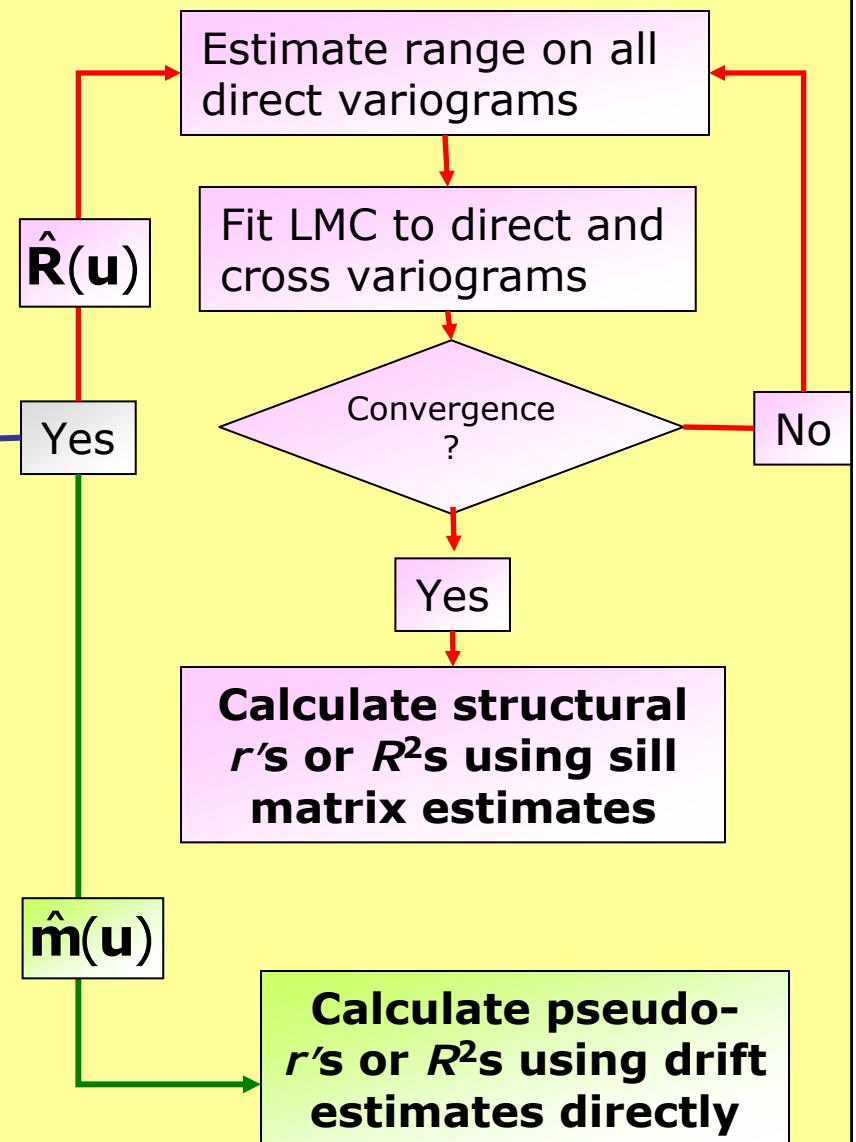 Estimate range on all
direct variograms
Fit LMC to direct and
cross variograms
R̂(u)
Convergence
?
Yes
No
Yes
Calculate structural
r's or R²s using sill
matrix estimates
m̂(u)
Calculate pseudo-
r's or R²s using drift
estimates directly